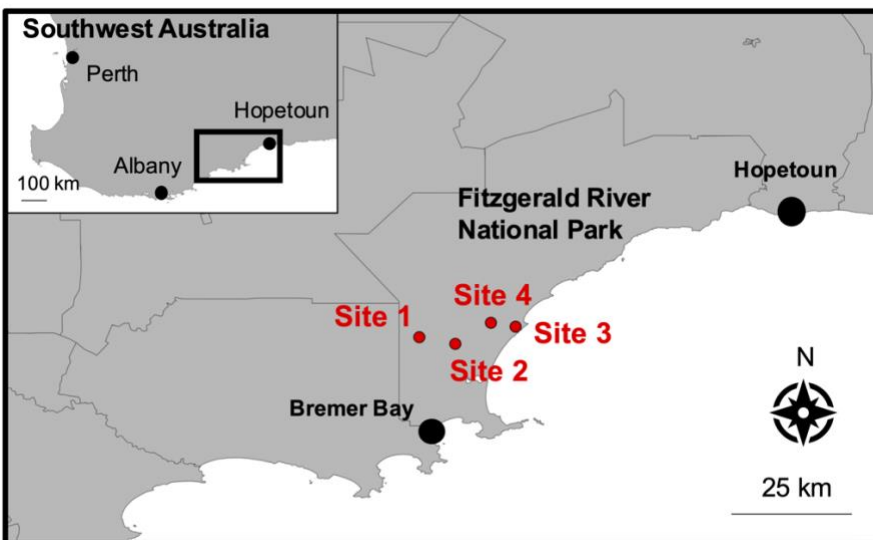 Southwest Australia
Perth
Hopetoun
Albany
100 km
Hopetoun
Fitzgerald River
National Park
Site 4
Site 1
Site 3
Site 2
Bremer Bay
N
25 km